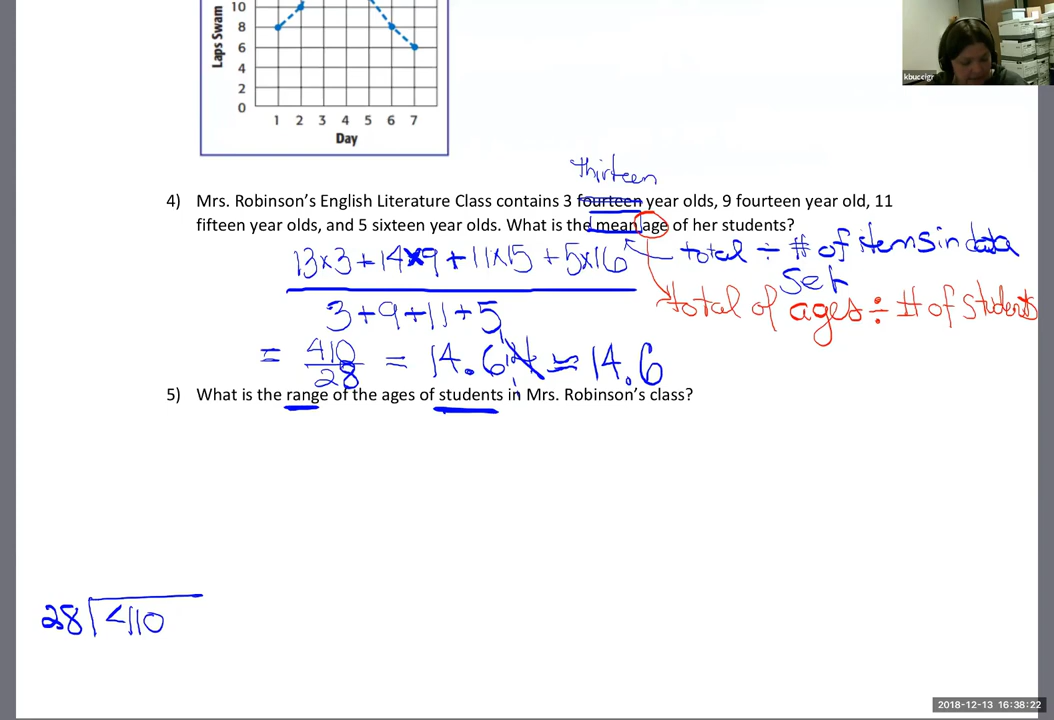 Laps Swam
10
8
6
4
2
0
1 2 3 4 5 6 7
Day
kbuccigr
thirteen
4) Mrs. Robinson's English Literature Class contains 3 fourteen year olds, 9 fourteen year old, 11
fifteen year olds, and 5 sixteen year olds. What is the mean age of her students?
13×3+14×9+11×15+5×16
3+9+11+5
total ÷ # of items in data
set
total of ages ÷ # of students
= 410/28 = 14.64 ≈ 14.6
5) What is the range of the ages of students in Mrs. Robinson's class?
28 410
2018-12-13 16:38:22